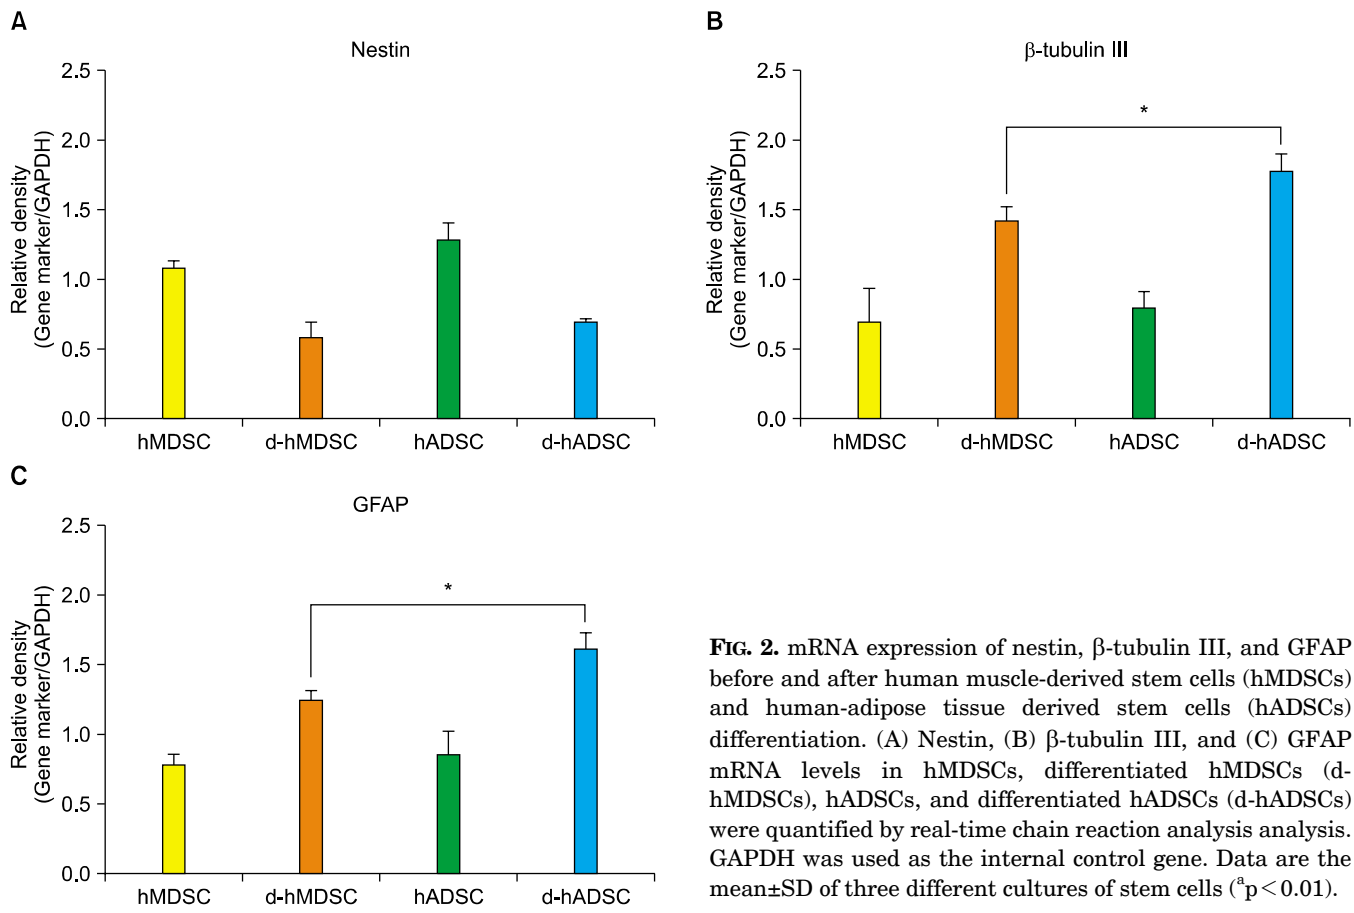 A
Nestin
2.5
2.0
1.5
1.0
0.5
0.0
Relative density
(Gene marker/GAPDH)
hMDSC d-hMDSC hADSC d-hADSC
B
β-tubulin III
2.5
2.0
1.5
1.0
0.5
0.0
Relative density
(Gene marker/GAPDH)
*
hMDSC d-hMDSC hADSC d-hADSC
C
GFAP
2.5
2.0
1.5
1.0
0.5
0.0
Relative density
(Gene marker/GAPDH)
*
hMDSC d-hMDSC hADSC d-hADSC
FIG. 2. mRNA expression of nestin, β-tubulin III, and GFAP
before and after human muscle-derived stem cells (hMDSCs)
and human-adipose tissue derived stem cells (hADSCs)
differentiation. (A) Nestin, (B) β-tubulin III, and (C) GFAP
mRNA levels in hMDSCs, differentiated hMDSCs (d-
hMDSCs), hADSCs, and differentiated hADSCs (d-hADSCs)
were quantified by real-time chain reaction analysis analysis.
GAPDH was used as the internal control gene. Data are the
mean±SD of three different cultures of stem cells (ᵃp<0.01).